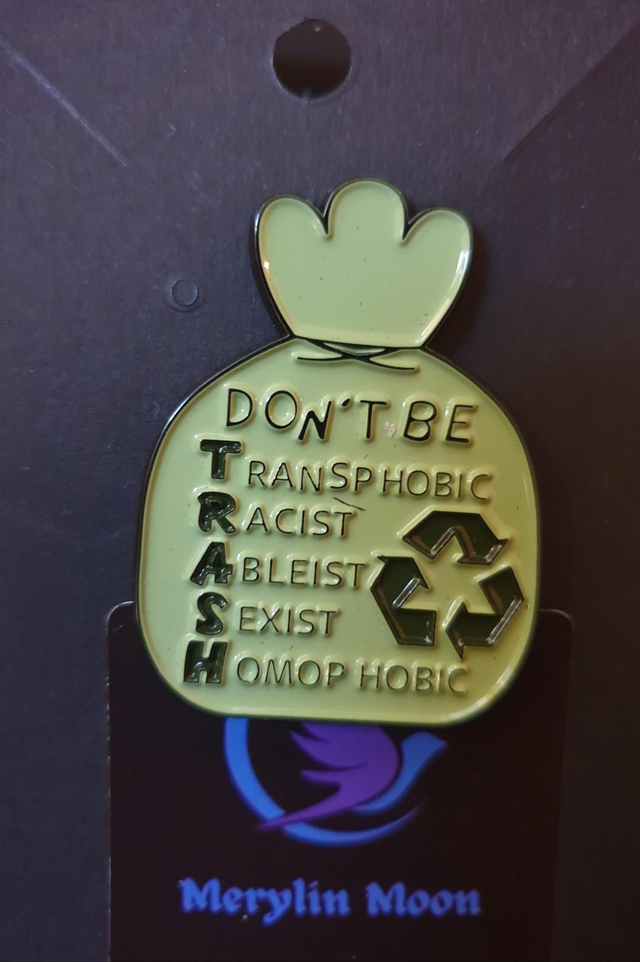 DON'T BE
TRANSPHOBIC
RACIST
ABLEIST
SEXIST
HOMOPHOBIC
Merylin Moon